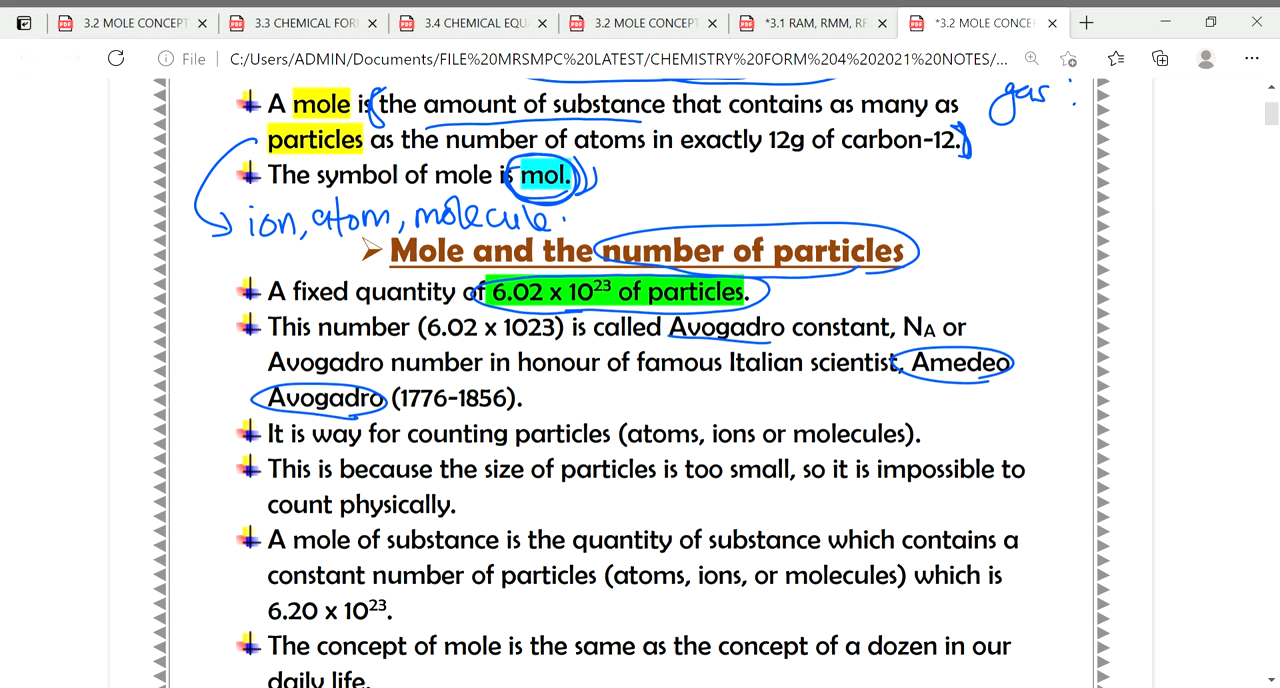 3.2 MOLE CONCEPT
3.3 CHEMICAL FOR
3.4 CHEMICAL EQU
3.2 MOLE CONCEPT
*3.1 RAM, RMM, RF
*3.2 MOLE CONCE
File C:/Users/ADMIN/Documents/FILE%20MRSMPC%20LATEST/CHEMISTRY%20FORM%204%202021%20NOTES/...
A mole is the amount of substance that contains as many as
gas :
particles as the number of atoms in exactly 12g of carbon-12.
The symbol of mole is mol.
ion, atom, molecule.
Mole and the number of particles
A fixed quantity of 6.02 x 10²³ of particles.
This number (6.02 x 1023) is called Avogadro constant, NA or
Avogadro number in honour of famous Italian scientist, Amedeo
Avogadro (1776-1856).
It is way for counting particles (atoms, ions or molecules).
This is because the size of particles is too small, so it is impossible to
count physically.
A mole of substance is the quantity of substance which contains a
constant number of particles (atoms, ions, or molecules) which is
6.20 x 10²³.
The concept of mole is the same as the concept of a dozen in our
daily life.